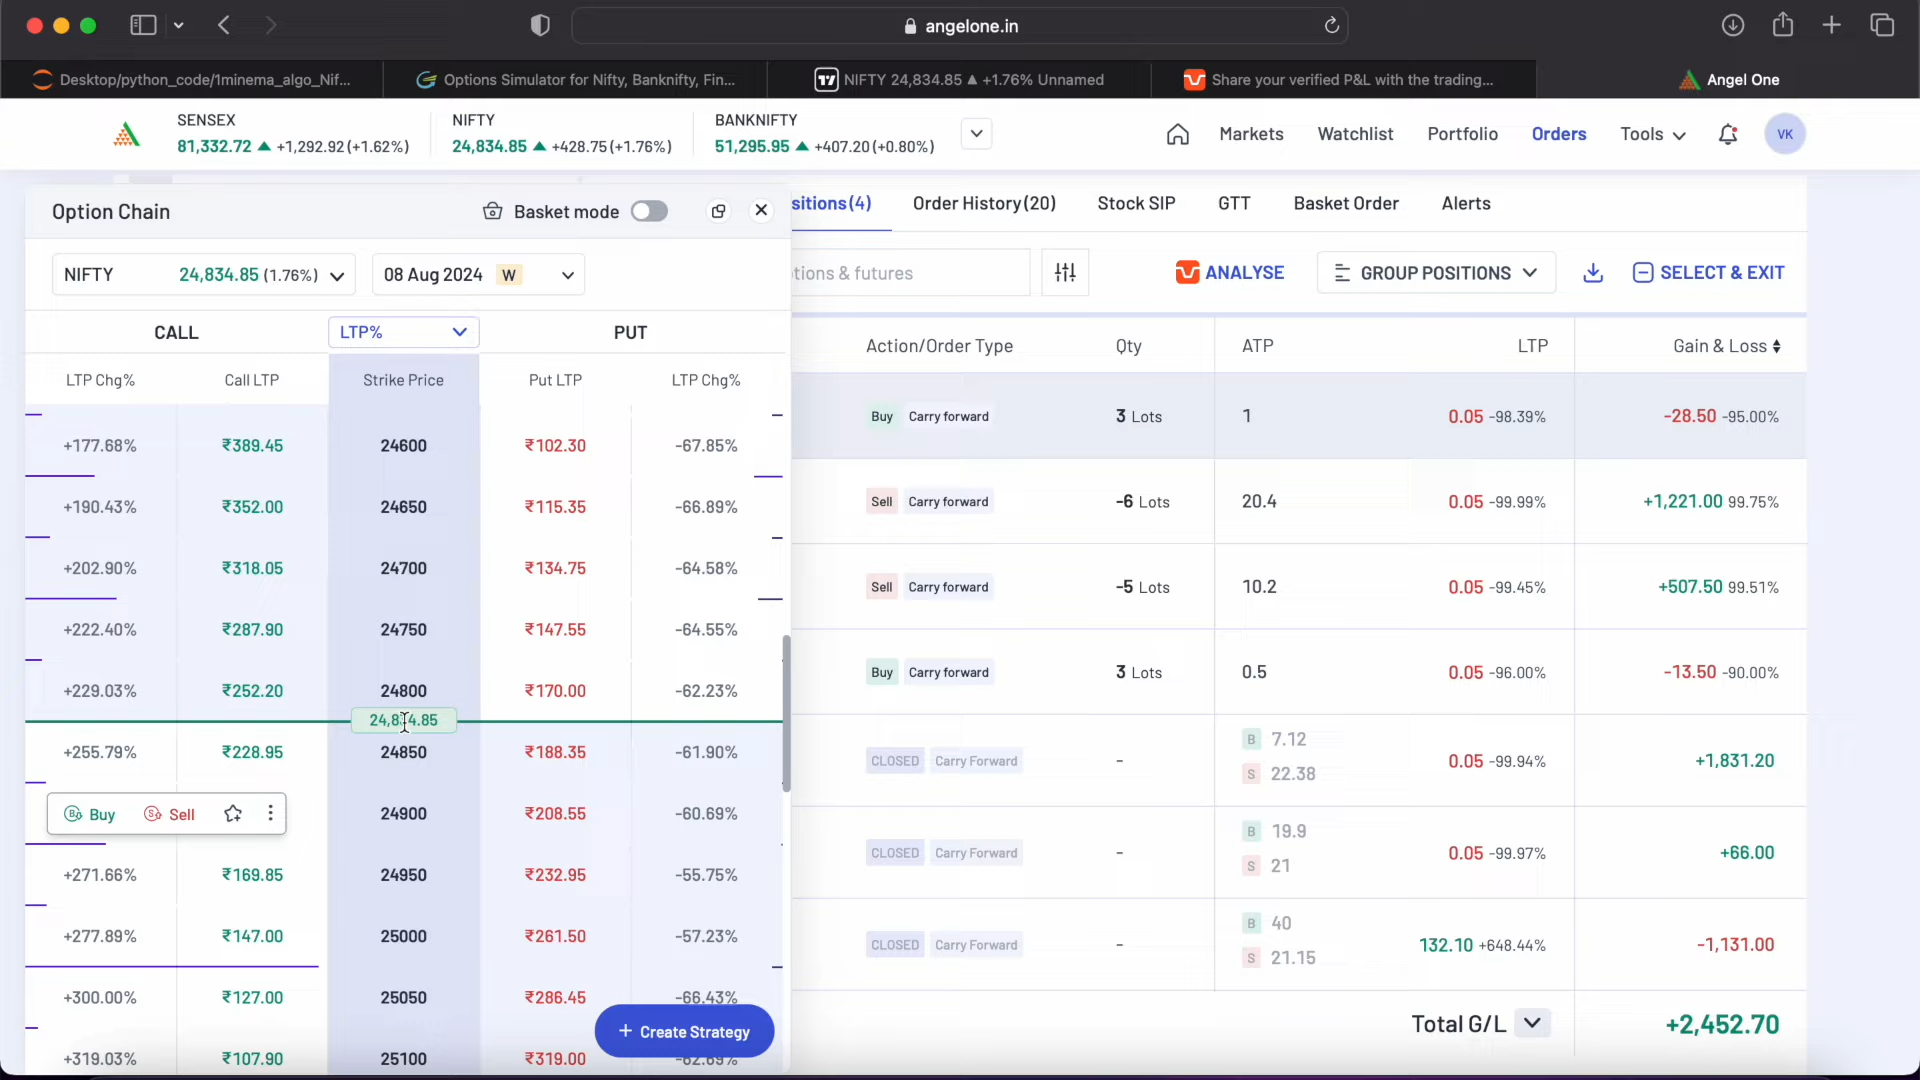 angelone.in
Desktop/python_code/1minema_algo_Nif...
Options Simulator for Nifty, Banknifty, Fin...
NIFTY 24,834.85 ▲ +1.76% Unnamed
Share your verified P&L with the trading...
Angel One
SENSEX
81,332.72 ▲ +1,292.92(+1.62%)
NIFTY
24,834.85 ▲ +428.75(+1.76%)
BANKNIFTY
51,295.95 ▲ +407.20(+0.80%)
Markets
Watchlist
Portfolio
Orders
Tools
VK
Option Chain
Basket mode
sitions(4)
Order History(20)
Stock SIP
GTT
Basket Order
Alerts
NIFTY 24,834.85 (1.76%)
08 Aug 2024 W
tions & futures
ANALYSE
GROUP POSITIONS
SELECT & EXIT
CALL LTP% PUT
LTP Chg% Call LTP Strike Price Put LTP LTP Chg%
+177.68% ₹389.45 24600 ₹102.30 -67.85%
+190.43% ₹352.00 24650 ₹115.35 -66.89%
+202.90% ₹318.05 24700 ₹134.75 -64.58%
+222.40% ₹287.90 24750 ₹147.55 -64.55%
+229.03% ₹252.20 24800 ₹170.00 -62.23%
+255.79% ₹228.95 24850 ₹188.35 -61.90%
Buy Sell 24900 ₹208.55 -60.69%
+271.66% ₹169.85 24950 ₹232.95 -55.75%
+277.89% ₹147.00 25000 ₹261.50 -57.23%
+300.00% ₹127.00 25050 ₹286.45 -66.43%
+ Create Strategy
+319.03% ₹107.90 25100 ₹319.00 -62.69%
Action/Order Type Qty ATP LTP Gain & Loss
Buy Carry forward 3 Lots 1 0.05 -98.39% -28.50 -95.00%
Sell Carry forward -6 Lots 20.4 0.05 -99.99% +1,221.00 99.75%
Sell Carry forward -5 Lots 10.2 0.05 -99.45% +507.50 99.51%
Buy Carry forward 3 Lots 0.5 0.05 -96.00% -13.50 -90.00%
B 7.12
CLOSED Carry Forward - 0.05 -99.94% +1,831.20
S 22.38
B 19.9
CLOSED Carry Forward - 0.05 -99.97% +66.00
S 21
B 40
CLOSED Carry Forward - 132.10 +648.44% -1,131.00
S 21.15
Total G/L +2,452.70